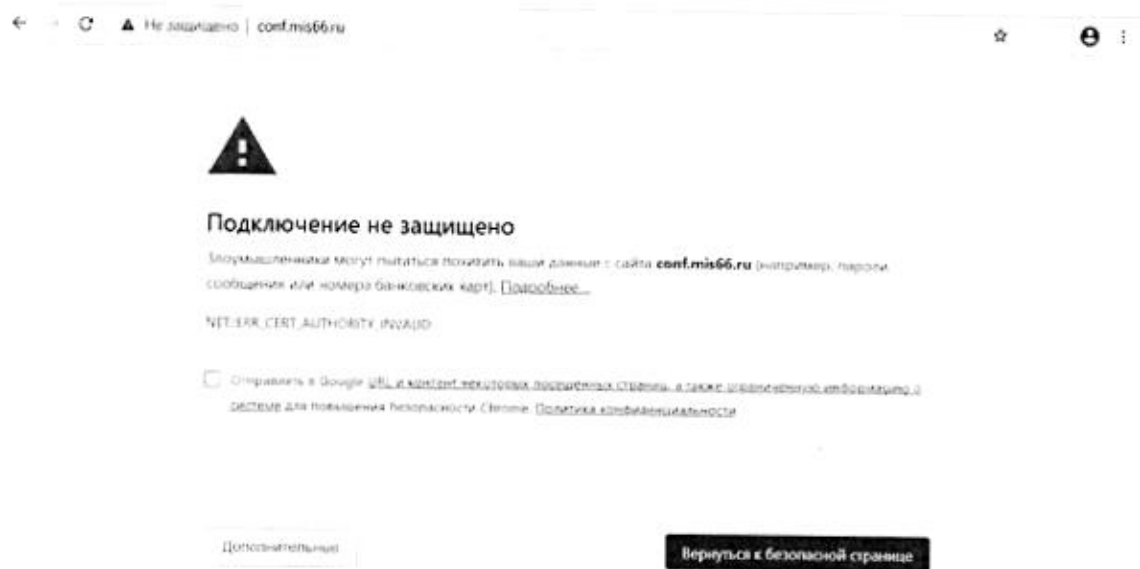 Не защищено | conf.mis66.ru
Подключение не защищено
Злоумышленники могут пытаться похитить ваши данные с сайта conf.mis66.ru (например, пароли,
сообщения или номера банковских карт). Подробнее...
NET::ERR_CERT_AUTHORITY_INVALID
Отправлять в Google URL и контент некоторых посещенных страниц, а также ограниченную информацию о
системе для повышения безопасности Chrome. Политика конфиденциальности
Дополнительные
Вернуться к безопасной странице